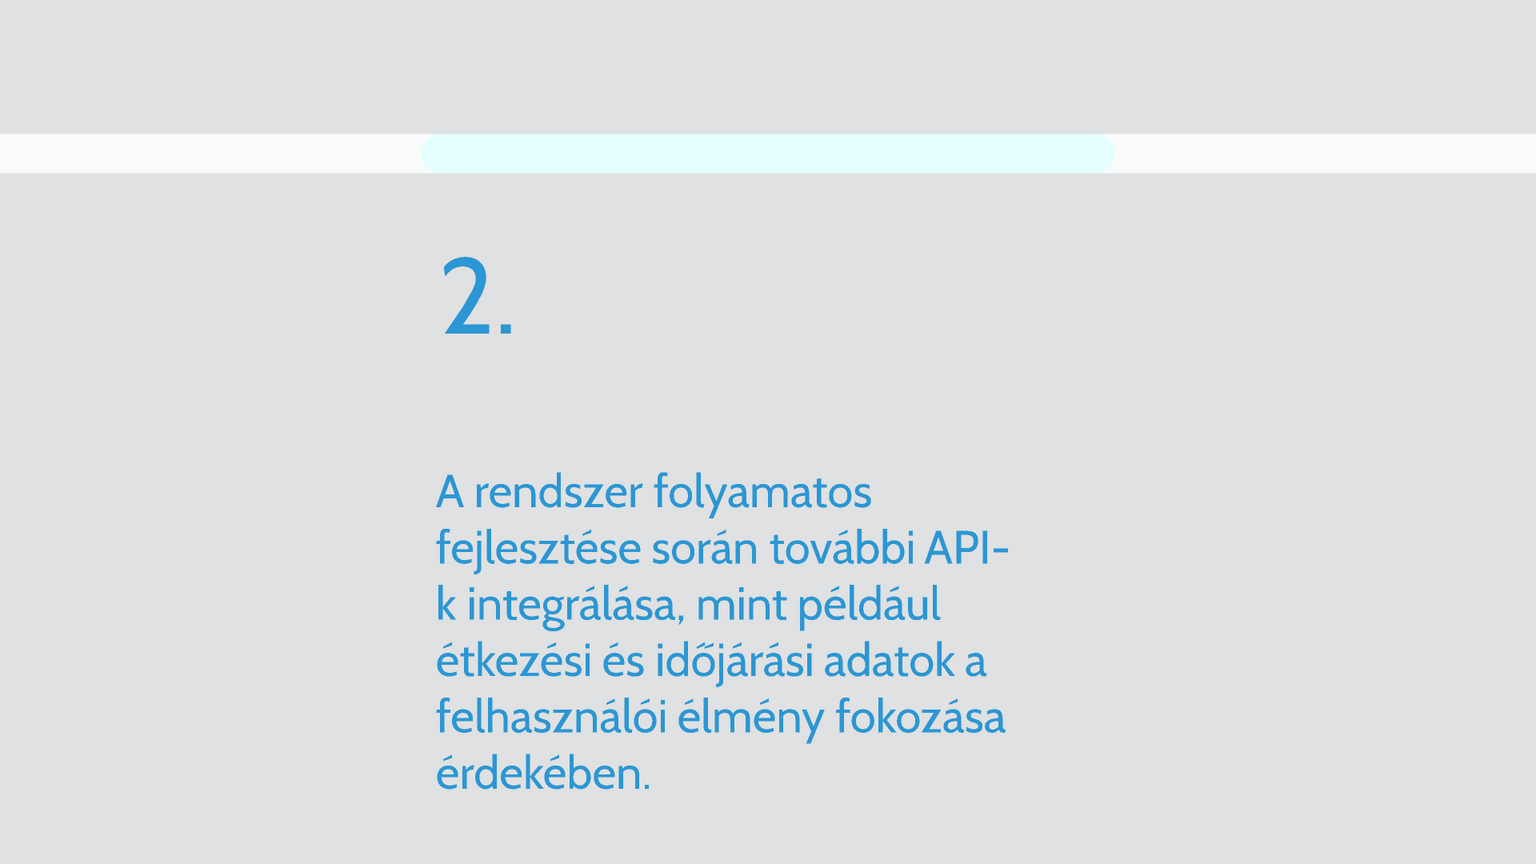 2.
A rendszer folyamatos
fejlesztése során további API-
k integrálása, mint például
étkezési és időjárási adatok a
felhasználói élmény fokozása
érdekében.